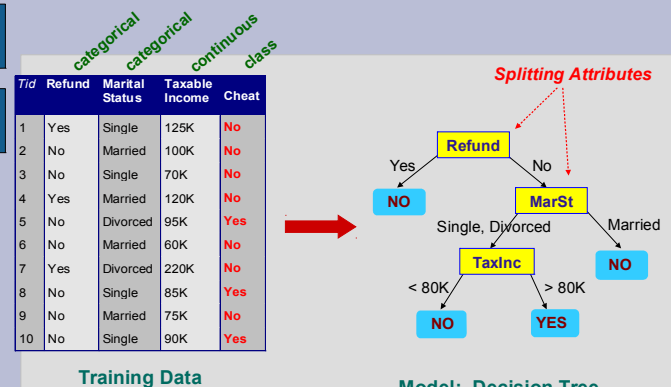 categorical categorical continuous class
Tid Refund Marital Status Taxable Income Cheat
1 Yes Single 125K No
2 No Married 100K No
3 No Single 70K No
4 Yes Married 120K No
5 No Divorced 95K Yes
6 No Married 60K No
7 Yes Divorced 220K No
8 No Single 85K Yes
9 No Married 75K No
10 No Single 90K Yes
Training Data
Splitting Attributes
Refund
Yes No
NO MarSt
Single, Divorced Married
TaxInc NO
< 80K > 80K
NO YES
Model: Decision Tree